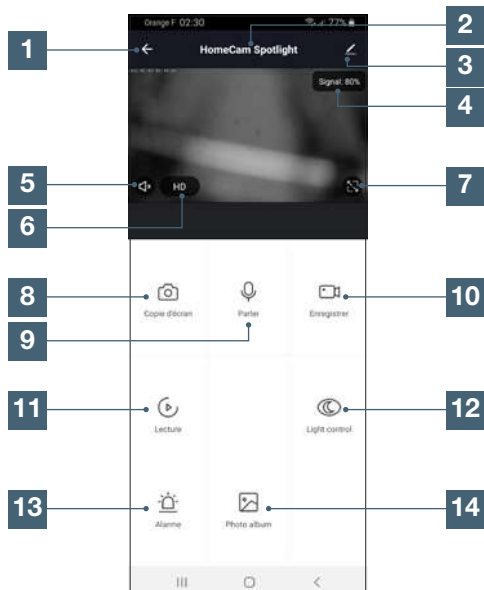 Orange F 02:30 77%
2
1
HomeCam Spotlight
3
Signal: 80%
4
5
HD
7
6
8
Copie d'écran
Parler
Enregistrer
10
9
11
Lecture
Light control
12
13
Alarme
Photo album
14